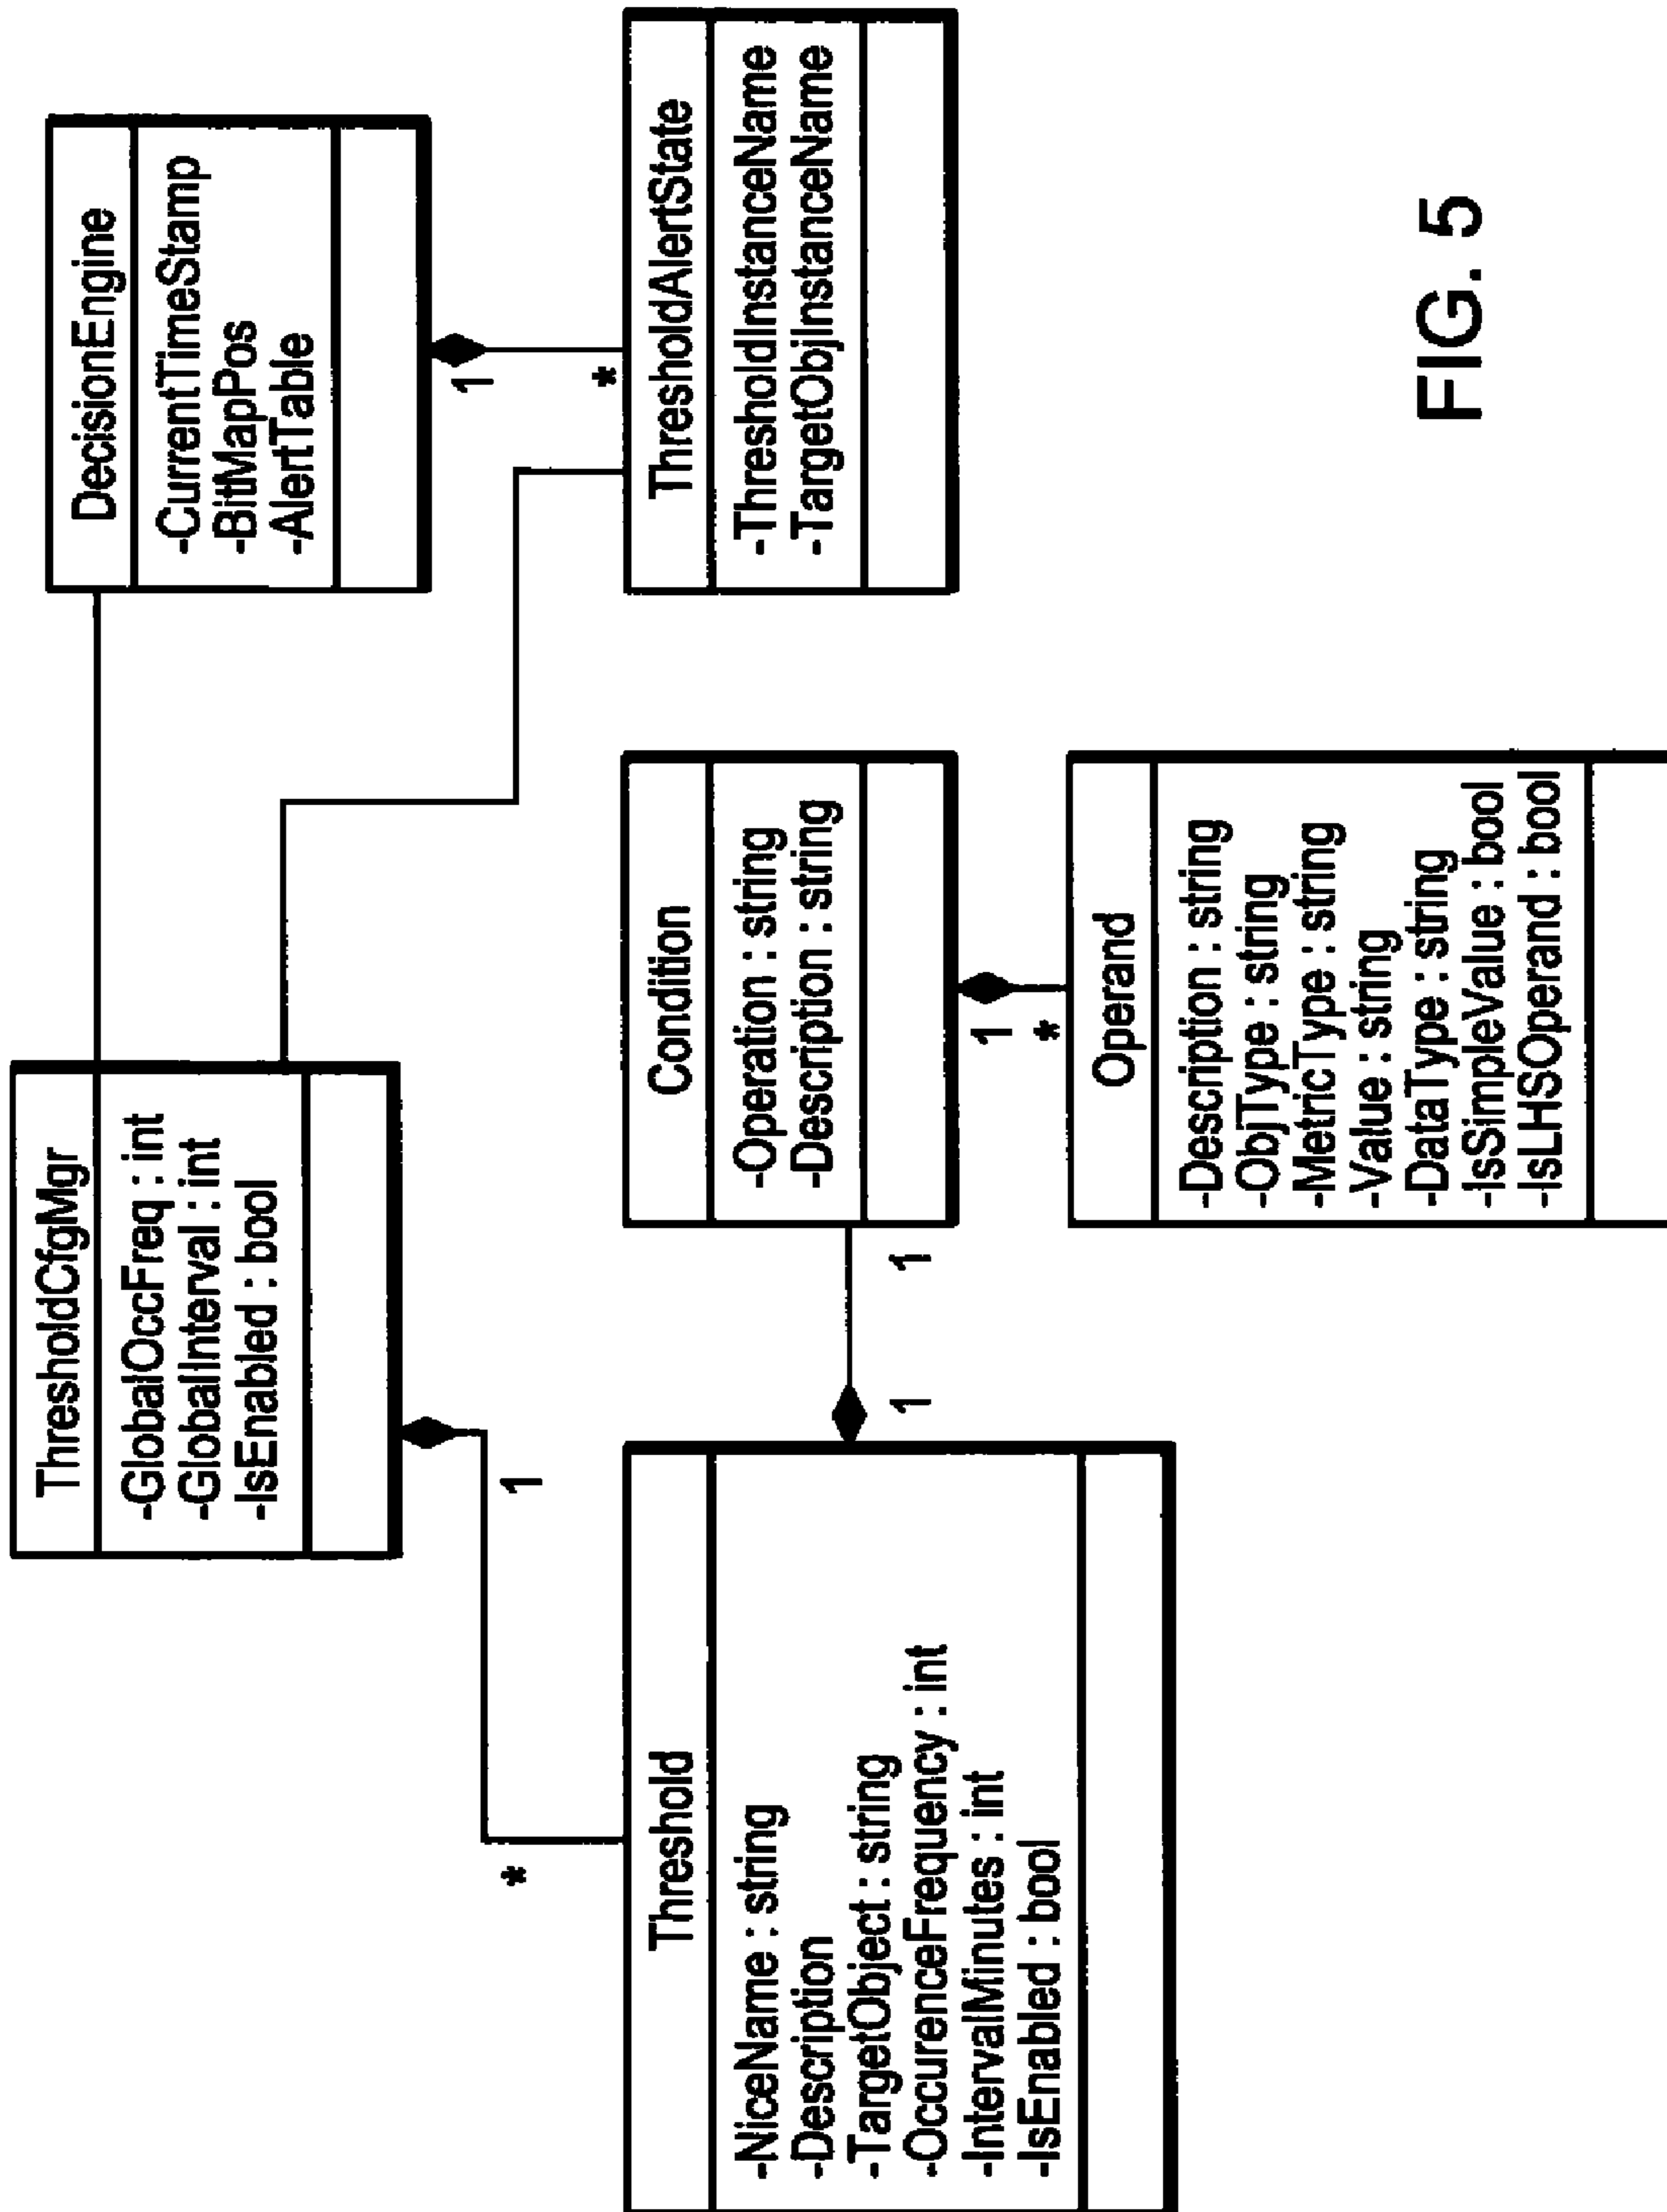 ThresholdCfgMgr
-GlobalOccFreq : int
-GlobalInterval : int
-IsEnabled : bool
DecisionEngine
-CurrentTimeStamp
-BitMapPos
-AlertTable
1
*
1
*
Threshold
-NiceName : string
-Description
-TargetObject : string
-OccurenceFrequency : int
-IntervalMinutes : int
-IsEnabled : bool
1
1
Condition
-Operation : string
-Description : string
ThresholdAlertState
-ThresholdInstanceName
-TargetObjInstanceName
1
*
Operand
-Description : string
-ObjType : string
-MetricType : string
-Value : string
-DataType : string
-IsSimpleValue : bool
-IsLHSOperand : bool
FIG. 5